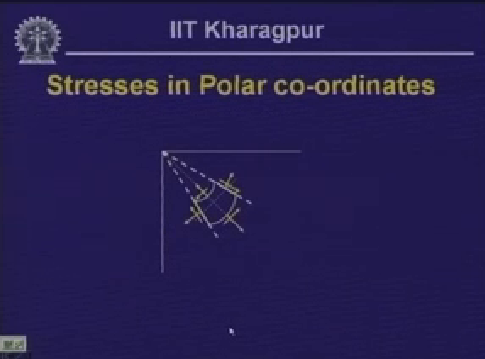 IIT Kharagpur
Stresses in Polar co-ordinates